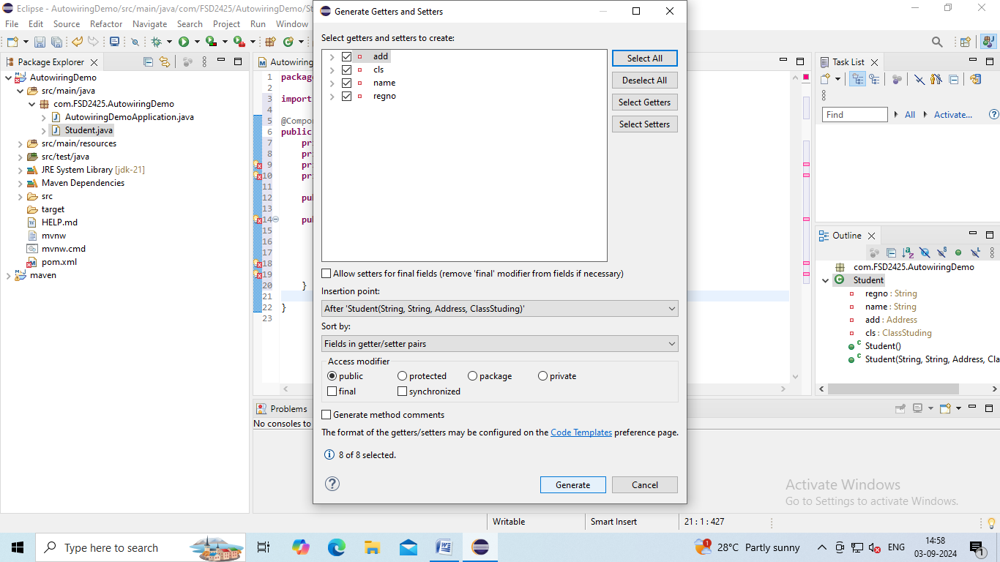 Eclipse - AutowiringDemo/src/main/java/com/FSD2425/AutowiringDemo/St
File Edit Source Refactor Navigate Search Project Run Window
Package Explorer
AutowiringDemo
src/main/java
com.FSD2425.AutowiringDemo
AutowiringDemoApplication.java
Student.java
src/main/resources
src/test/java
JRE System Library [jdk-21]
Maven Dependencies
src
target
HELP.md
mvnw
mvnw.cmd
pom.xml
maven
Autowiring
1 packag
2
3 import
4
5 @Compo
6 public
7 pri
8 pri
9 pri
10 pri
11
12 pu
13
14 pu
15
16
17
18
19
20 }
21
22 }
23
Problems
No consoles to
Generate Getters and Setters
Select getters and setters to create:
add
cls
name
regno
Select All
Deselect All
Select Getters
Select Setters
Allow setters for final fields (remove 'final' modifier from fields if necessary)
Insertion point:
After 'Student(String, String, Address, ClassStuding)'
Sort by:
Fields in getter/setter pairs
Access modifier
public protected package private
final synchronized
Generate method comments
The format of the getters/setters may be configured on the Code Templates preference page.
8 of 8 selected.
Generate Cancel
Task List
Find All Activate...
Outline
com.FSD2425.AutowiringDemo
Student
regno : String
name : String
add : Address
cls : ClassStuding
Student()
Student(String, String, Address, Cla
Activate Windows
Go to Settings to activate Windows.
Writable Smart Insert 21 : 1 : 427
Type here to search
1
28°C Partly sunny
ENG
14:58
03-09-2024
1